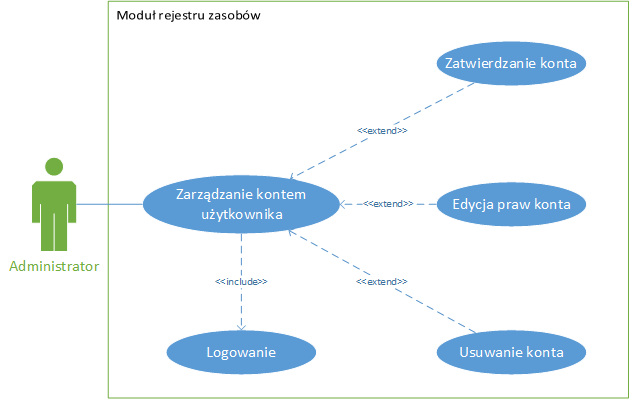 Moduł rejestru zasobów
Zatwierdzanie konta
<<extend>>
Zarządzanie kontem
użytkownika
<<extend>>
Edycja praw konta
Administrator
<<include>>
<<extend>>
Logowanie
Usuwanie konta